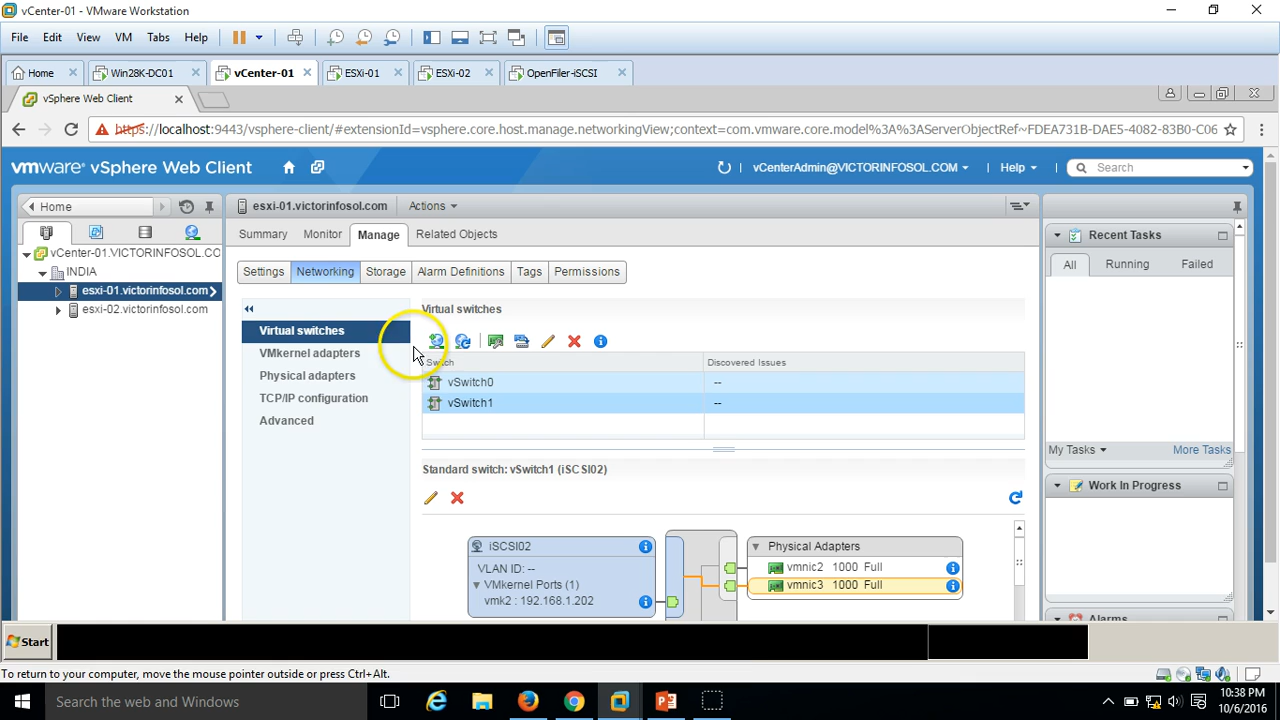 vCenter-01 - VMware Workstation
File Edit View VM Tabs Help
Home Win28K-DC01 vCenter-01 ESXi-01 ESXi-02 OpenFiler-iSCSI
vSphere Web Client
https://localhost:9443/vsphere-client/#extensionId=vsphere.core.host.manage.networkingView;context=com.vmware.core.model%3A%3AServerObjectRef~FDEA731B-DAE5-4082-83B0-C06
vmware® vSphere Web Client vCenterAdmin@VICTORINFOSOL.COM Help Search
Home esxi-01.victorinfosol.com Actions
Summary Monitor Manage Related Objects
Recent Tasks
vCenter-01.VICTORINFOSOL.CO
INDIA
esxi-01.victorinfosol.com
esxi-02.victorinfosol.com
Settings Networking Storage Alarm Definitions Tags Permissions
All Running Failed
Virtual switches
VMkernel adapters
Physical adapters
TCP/IP configuration
Advanced
Virtual switches
Switch Discovered Issues
vSwitch0 --
vSwitch1 --
My Tasks More Tasks
Standard switch: vSwitch1 (iSCSI02)
Work In Progress
iSCSI02
VLAN ID: --
VMkernel Ports (1)
vmk2 : 192.168.1.202
Physical Adapters
vmnic2 1000 Full
vmnic3 1000 Full
Alarms
Start
To return to your computer, move the mouse pointer outside or press Ctrl+Alt.
Search the web and Windows
10:38 PM
10/6/2016